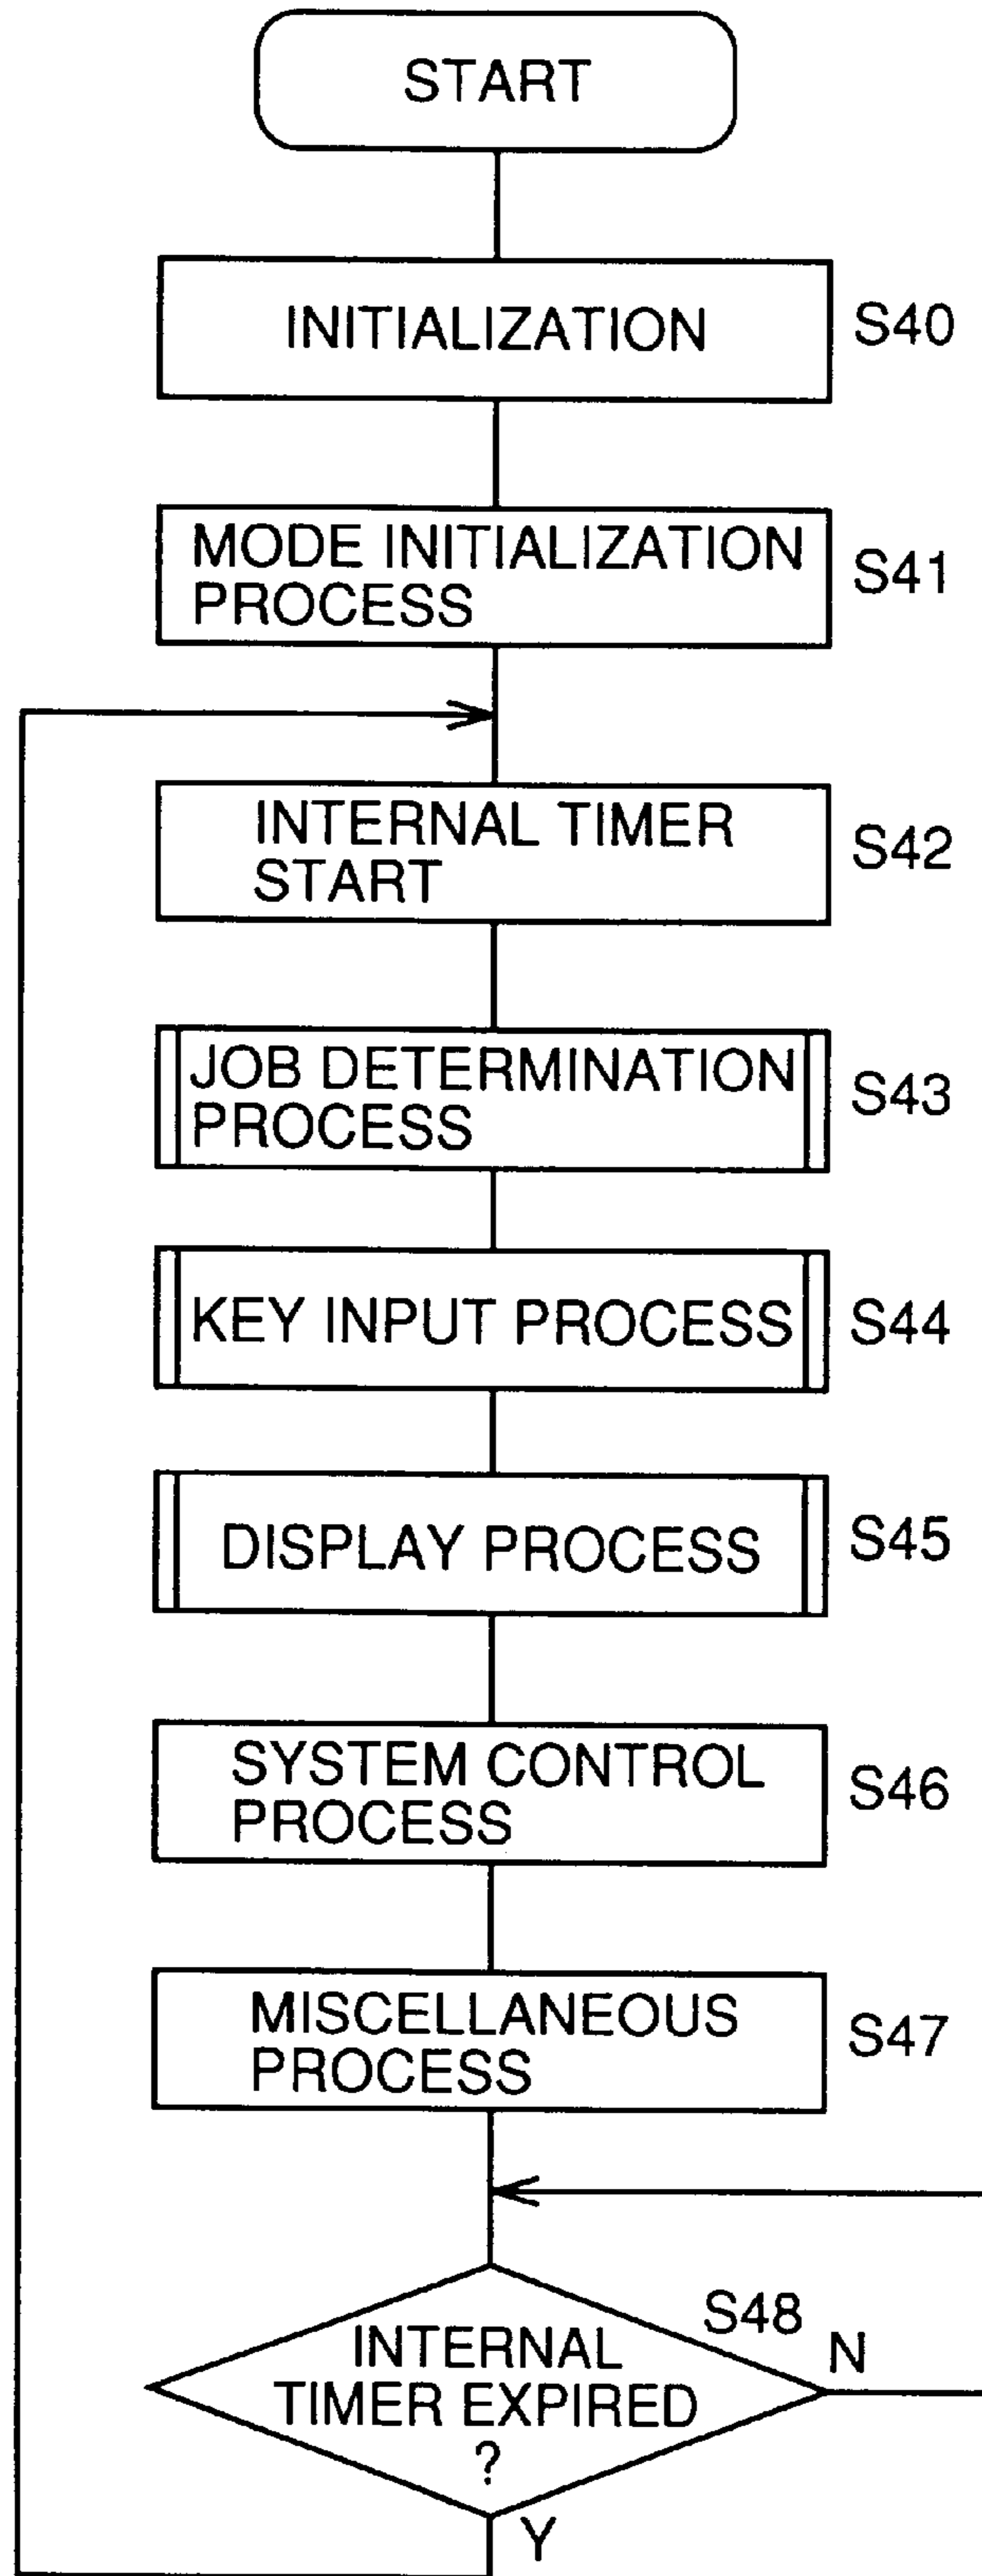 START
INITIALIZATION
S40
MODE INITIALIZATION
PROCESS
S41
INTERNAL TIMER
START
S42
JOB DETERMINATION
PROCESS
S43
KEY INPUT PROCESS
S44
DISPLAY PROCESS
S45
SYSTEM CONTROL
PROCESS
S46
MISCELLANEOUS
PROCESS
S47
S48
INTERNAL
TIMER EXPIRED
?
N
Y